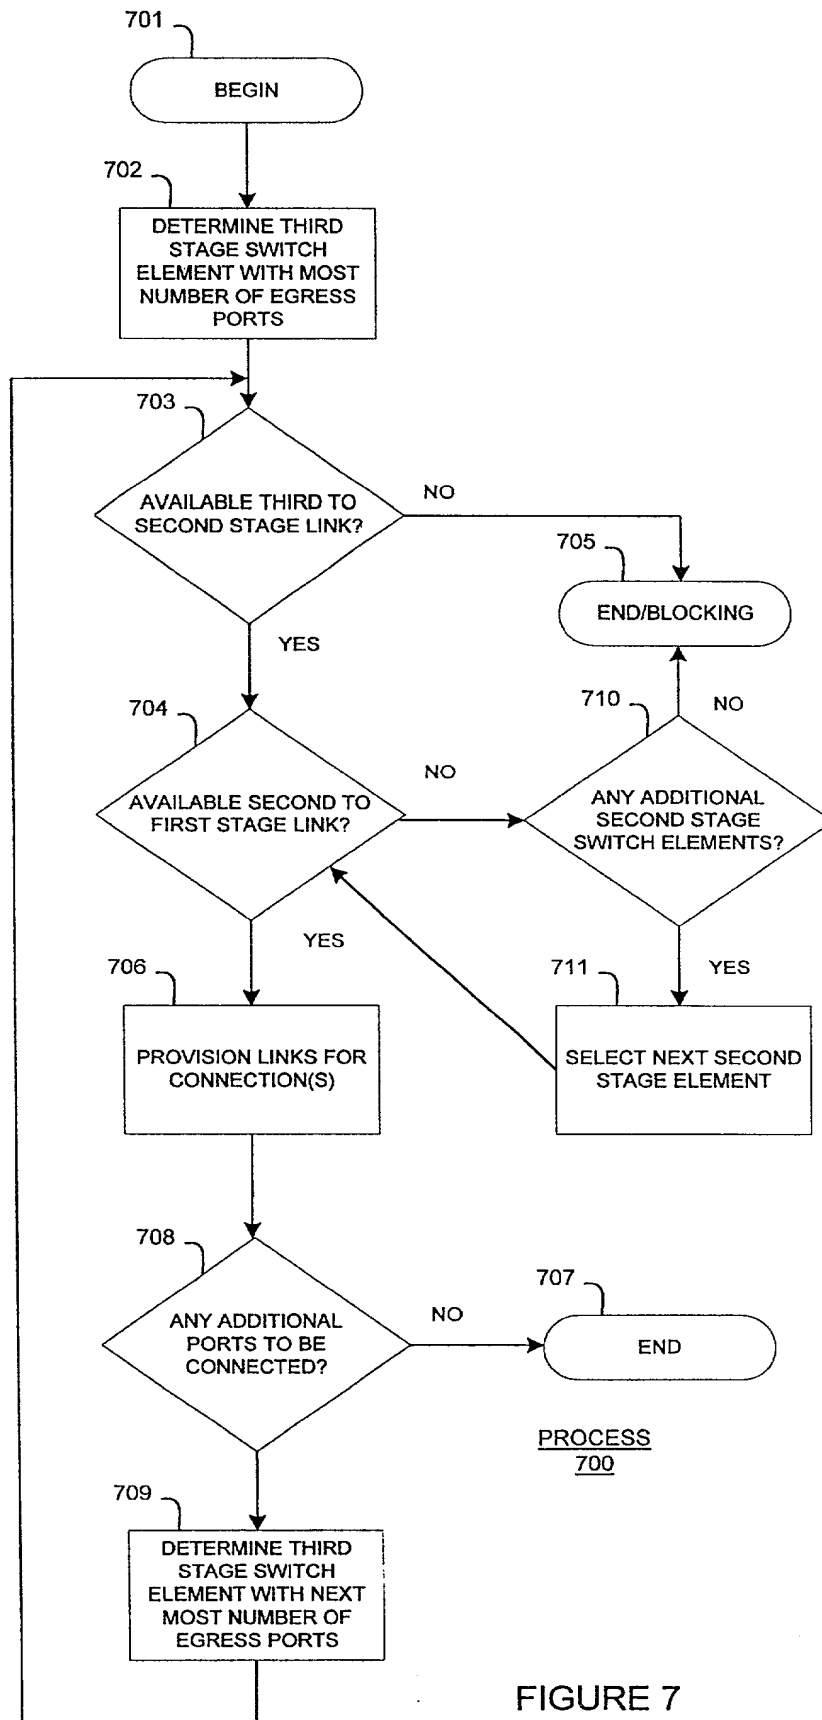 701
BEGIN
702
DETERMINE THIRD
STAGE SWITCH
ELEMENT WITH MOST
NUMBER OF EGRESS
PORTS
703
AVAILABLE THIRD TO
SECOND STAGE LINK?
NO
705
END/BLOCKING
YES
704
AVAILABLE SECOND TO
FIRST STAGE LINK?
NO
710
NO
ANY ADDITIONAL
SECOND STAGE
SWITCH ELEMENTS?
YES
YES
706
PROVISION LINKS FOR
CONNECTION(S)
711
SELECT NEXT SECOND
STAGE ELEMENT
708
ANY ADDITIONAL
PORTS TO BE
CONNECTED?
NO
707
END
PROCESS
700
709
DETERMINE THIRD
STAGE SWITCH
ELEMENT WITH NEXT
MOST NUMBER OF
EGRESS PORTS
FIGURE 7